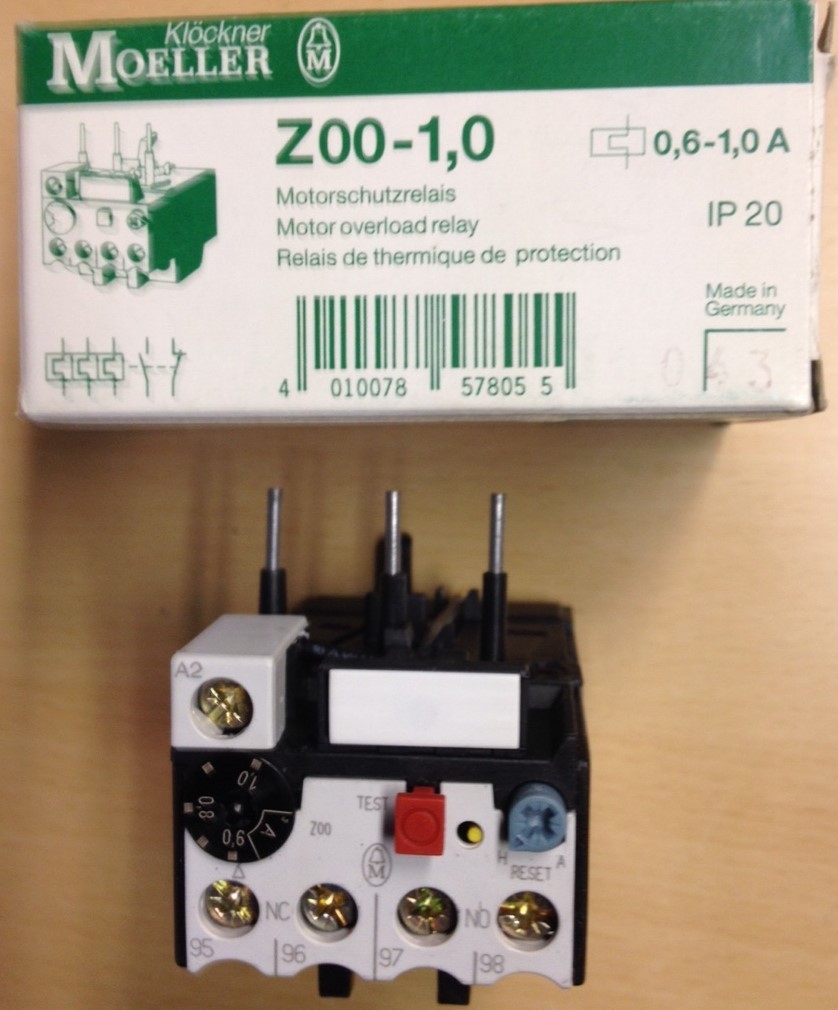 Klöckner
MOELLER
M
Z00-1,0
0,6-1,0 A
Motorschutzrelais
Motor overload relay
Relais de thermique de protection
IP 20
Made in
Germany
4 010078 57805 5
A2
1,0
0,8
0,6
A
TEST
Z00
M
H A
RESET
NC NO
95 96 97 98